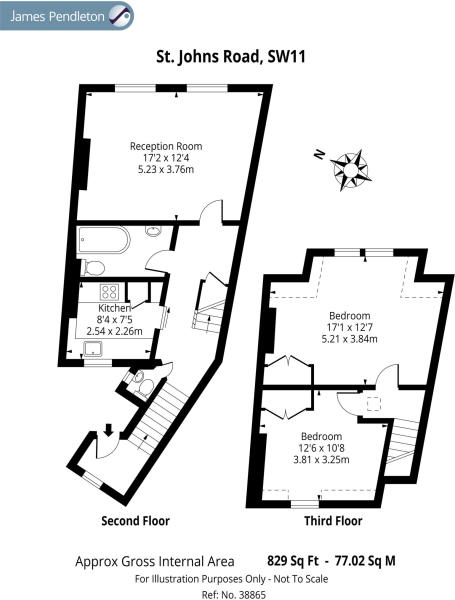 James Pendleton
St. Johns Road, SW11
Reception Room
17'2 x 12'4
5.23 x 3.76m
N
Kitchen
8'4 x 7'5
2.54 x 2.26m
Bedroom
17'1 x 12'7
5.21 x 3.84m
Bedroom
12'6 x 10'8
3.81 x 3.25m
Second Floor
Third Floor
Approx Gross Internal Area 829 Sq Ft - 77.02 Sq M
For Illustration Purposes Only - Not To Scale
Ref: No. 38865